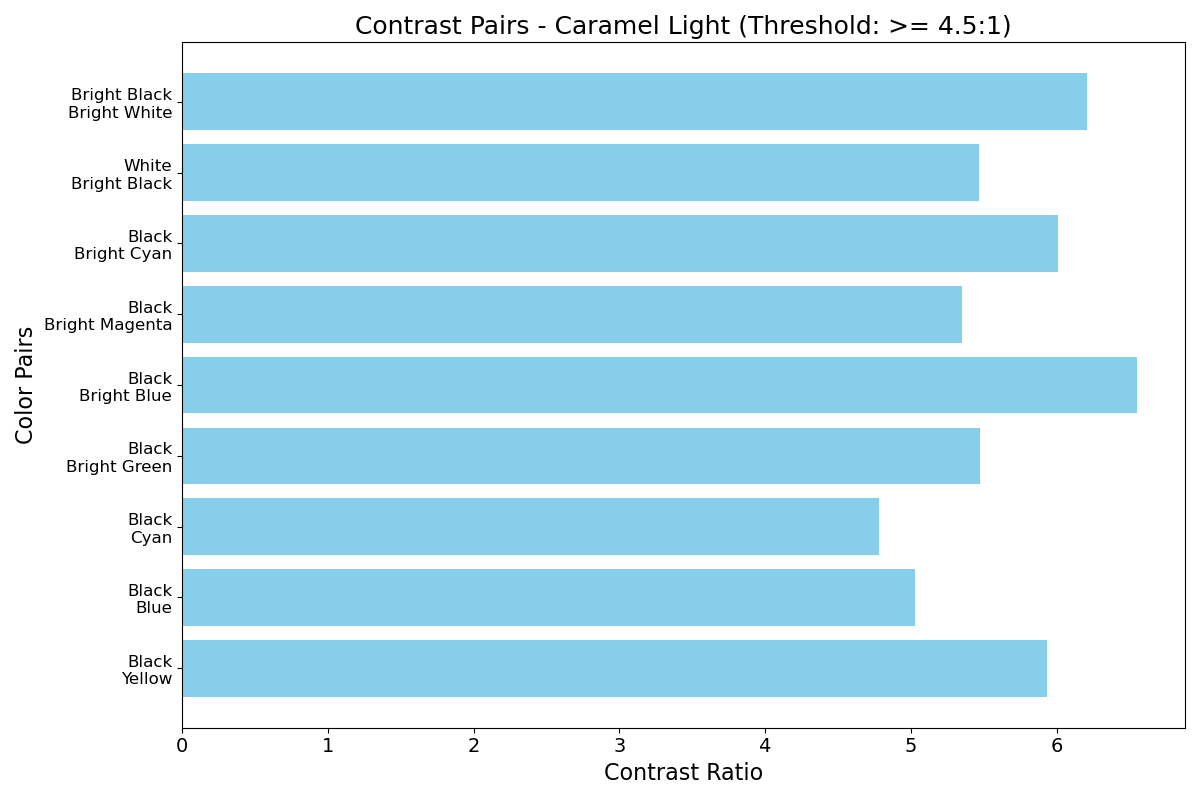 Contrast Pairs - Caramel Light (Threshold: >= 4.5:1)
Bright Black
Bright White
White
Bright Black
Black
Bright Cyan
Black
Bright Magenta
Black
Bright Blue
Black
Bright Green
Black
Cyan
Black
Blue
Black
Yellow
Color Pairs
0 1 2 3 4 5 6
Contrast Ratio